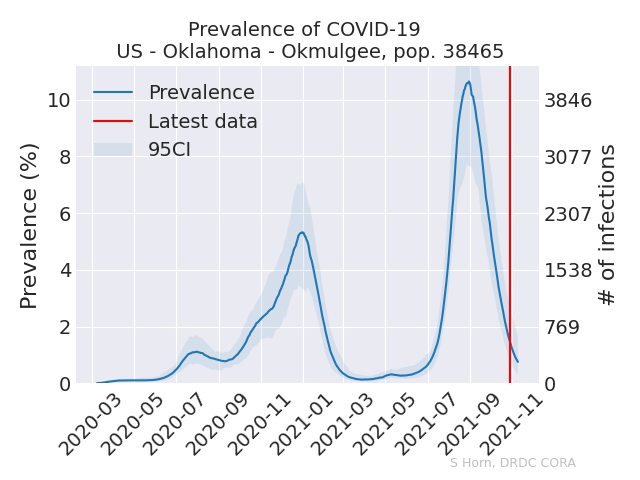 Prevalence of COVID-19
US - Oklahoma - Okmulgee, pop. 38465
Prevalence
Latest data
95CI
Prevalence (%)
10
8
6
4
2
0
# of infections
3846
3077
2307
1538
769
0
2020-03
2020-05
2020-07
2020-09
2020-11
2021-01
2021-03
2021-05
2021-07
2021-09
2021-11
S Horn, DRDC CORA